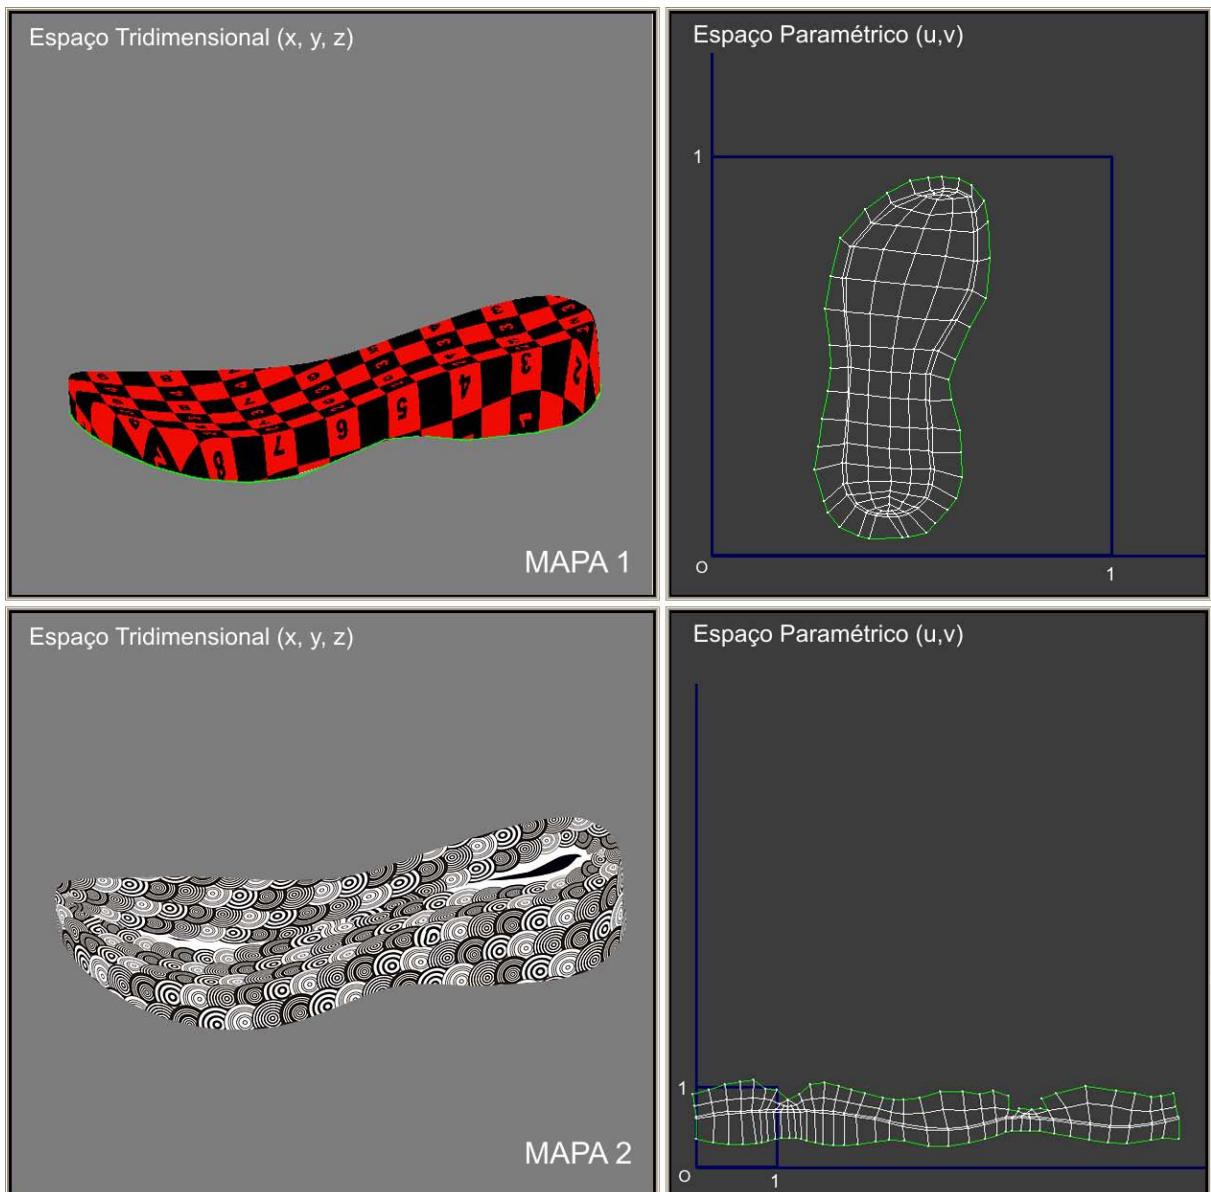 Espaço Tridimensional (x, y, z)
Espaço Paramétrico (u,v)
1
O
1
MAPA 1
Espaço Tridimensional (x, y, z)
Espaço Paramétrico (u,v)
1
O
1
MAPA 2